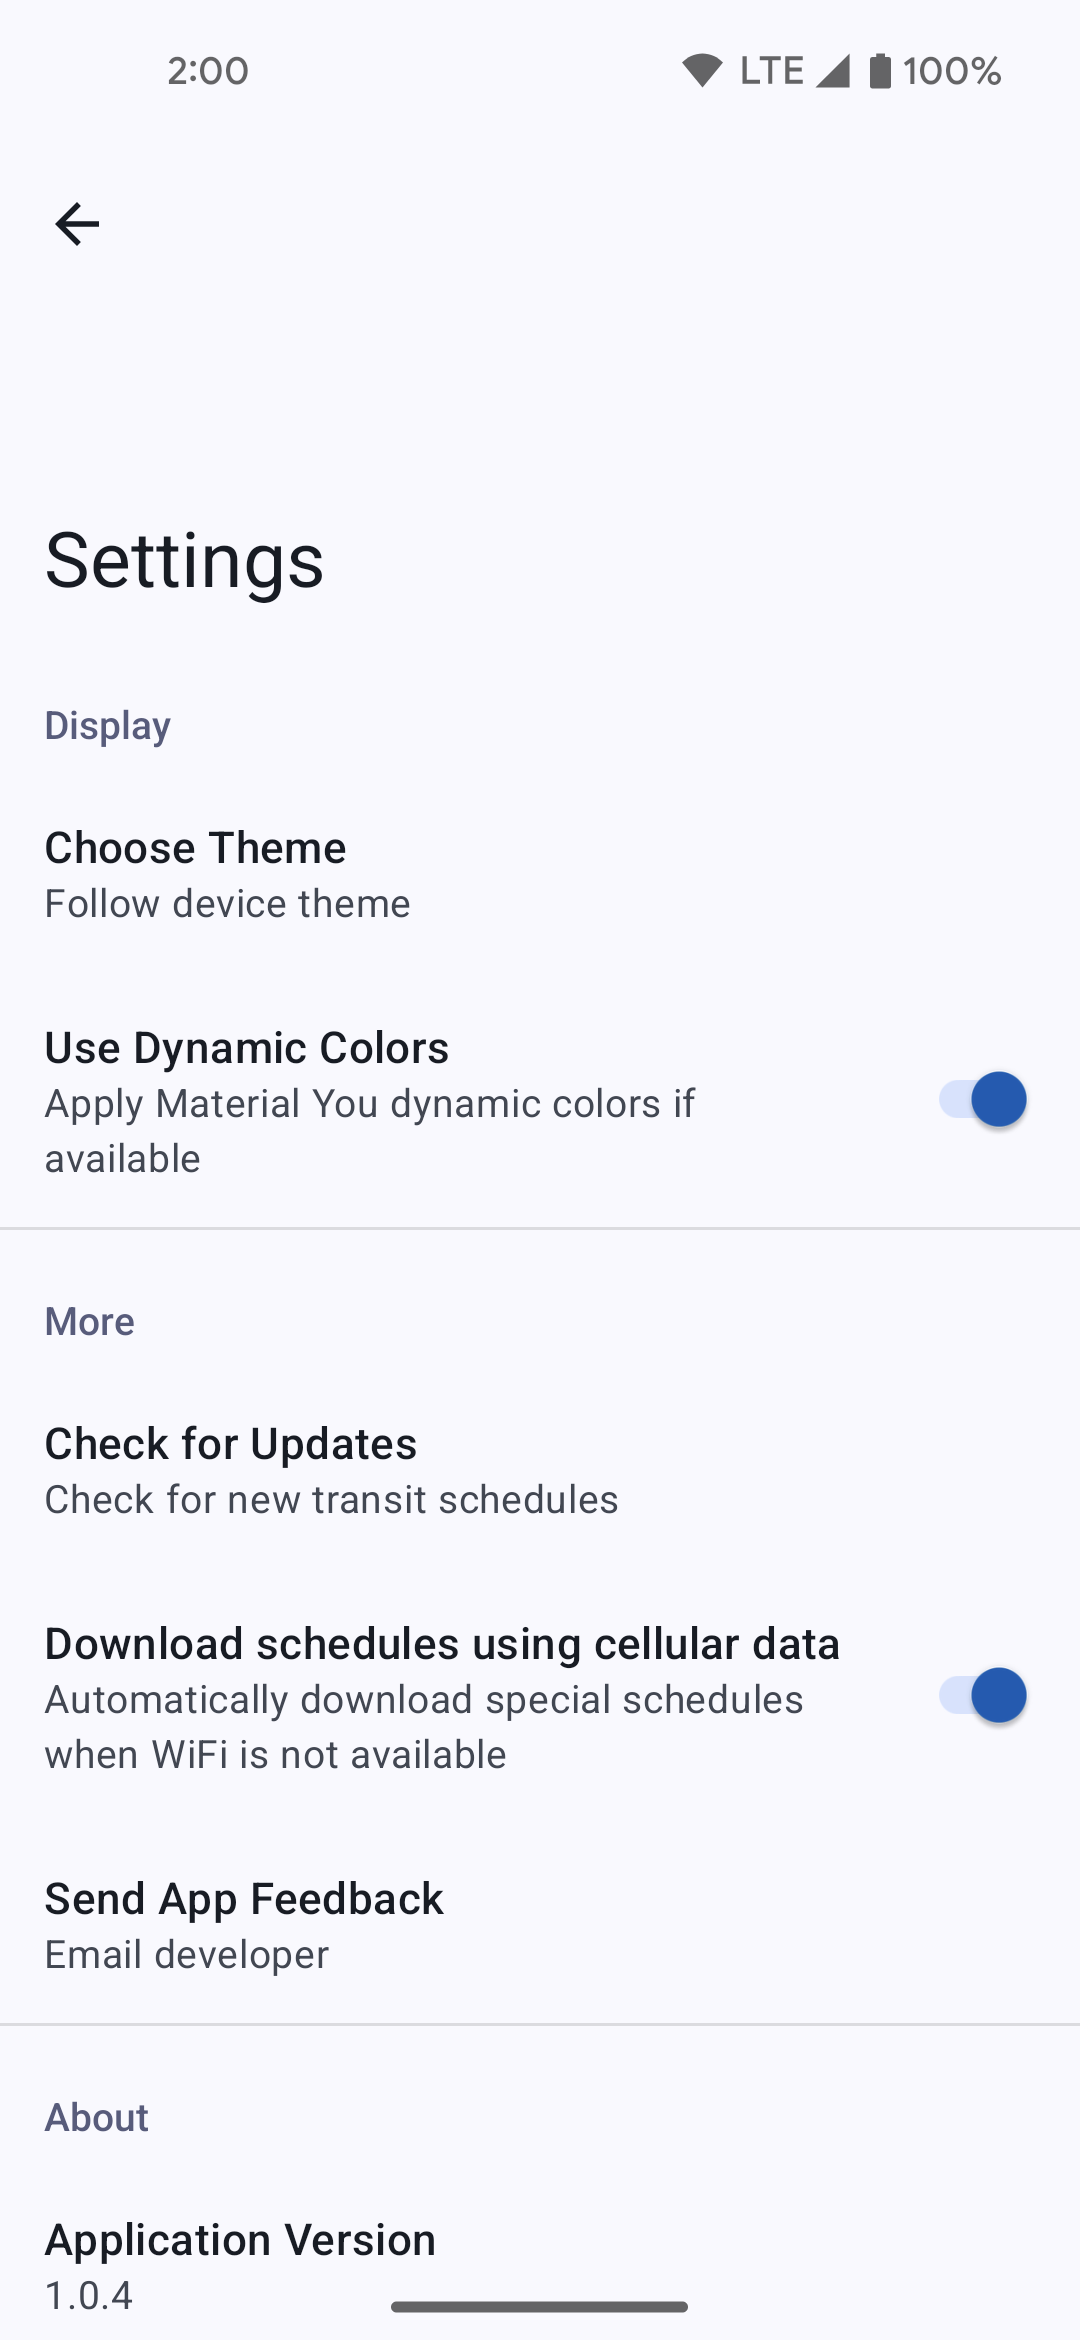 2:00 LTE 100%
Settings
Display
Choose Theme
Follow device theme
Use Dynamic Colors
Apply Material You dynamic colors if
available
More
Check for Updates
Check for new transit schedules
Download schedules using cellular data
Automatically download special schedules
when WiFi is not available
Send App Feedback
Email developer
About
Application Version
1.0.4